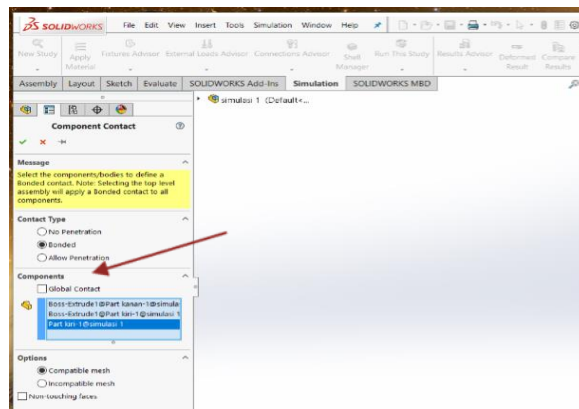 SOLIDWORKS File Edit View Insert Tools Simulation Window Help
New Study Apply Material Fixtures Advisor External Loads Advisor Connections Advisor Shell Manager Run This Study Results Advisor Deformed Result Compare Results
Assembly Layout Sketch Evaluate SOLIDWORKS Add-Ins Simulation SOLIDWORKS MBD
simulasi 1 (Default<...
Component Contact
Message
Select the components/bodies to define a
Bonded contact. Note: Selecting the top level
assembly will apply a Bonded contact to all
components.
Contact Type
No Penetration
Bonded
Allow Penetration
Components
Global Contact
Boss-Extrude1@Part kanan-1@simula
Boss-Extrude1@Part kiri-1@simulasi 1
Part kiri-1@simulasi 1
Options
Compatible mesh
Incompatible mesh
Non-touching faces